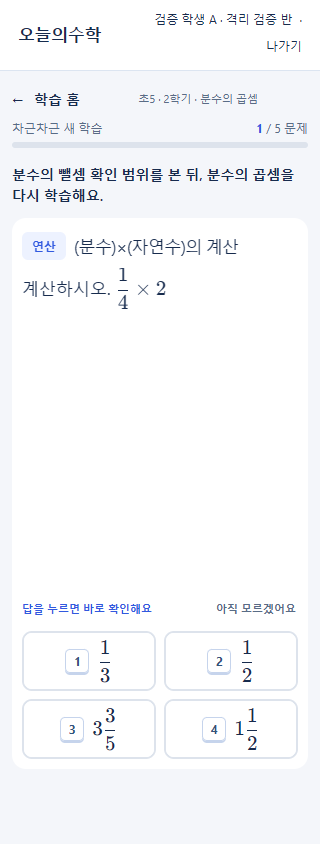 오늘의수학
검증 학생 A · 격리 검증 반 ·
나가기
← 학습 홈
초5 · 2학기 · 분수의 곱셈
차근차근 새 학습
1 / 5 문제
분수의 뺄셈 확인 범위를 본 뒤, 분수의 곱셈을
다시 학습해요.
연산 (분수)×(자연수)의 계산
계산하시오. 1/4 × 2
답을 누르면 바로 확인해요
아직 모르겠어요
1 1/3
2 1/2
3 3 3/5
4 1 1/2